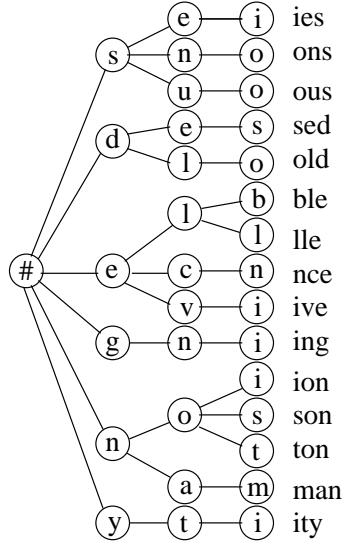 e i ies
s n o ons
u o ous
d e s sed
l o old
l b ble
l lle
# e c n nce
v i ive
g n i ing
i ion
o s son
n t ton
a m man
y t i ity